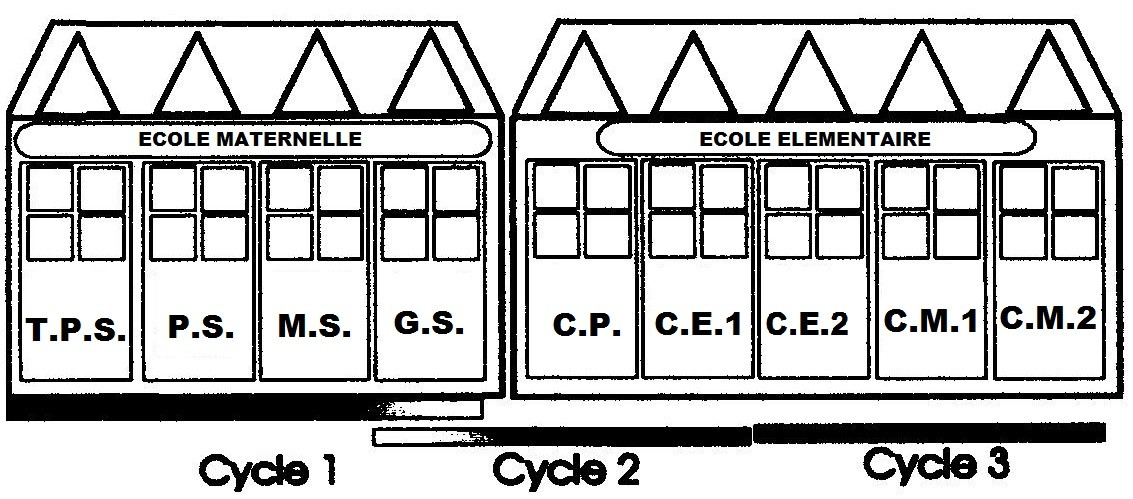 ECOLE MATERNELLE
ECOLE ELEMENTAIRE
T.P.S. P.S. M.S. G.S. C.P. C.E.1 C.E.2 C.M.1 C.M.2
Cycle 1 Cycle 2 Cycle 3